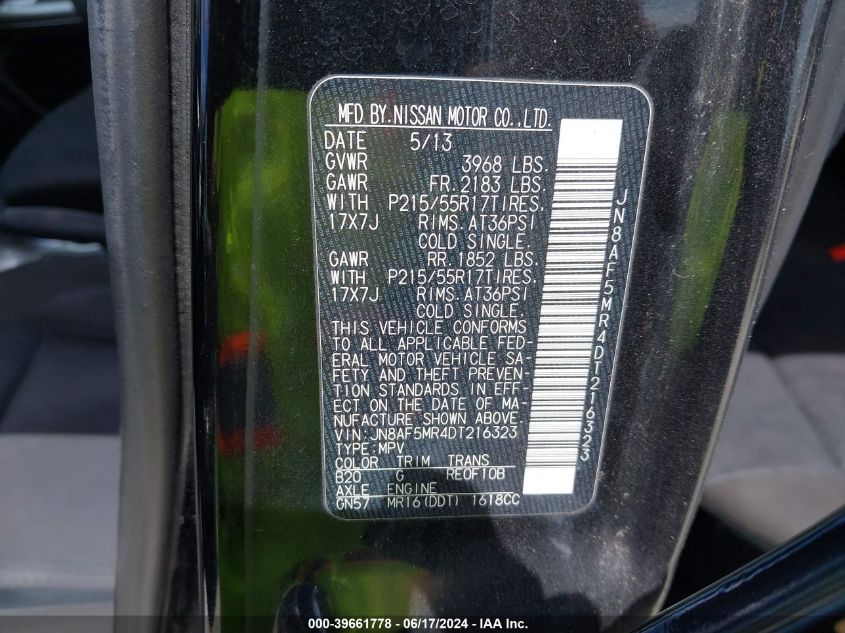 MFD BY. NISSAN MOTOR CO., LTD.
DATE 5/13
GVWR 3968 LBS.
GAWR FR. 2183 LBS.
WITH P215/55R17TIRES.
17X7J RIMS. AT36PSI
COLD SINGLE.
GAWR RR. 1852 LBS.
WITH P215/55R17TIRES.
17X7J RIMS. AT36PSI
COLD SINGLE.
THIS VEHICLE CONFORMS
TO ALL APPLICABLE FED-
ERAL MOTOR VEHICLE SA-
FETY AND THEFT PREVEN-
TION STANDARDS IN EFF-
ECT ON THE DATE OF MA-
NUFACTURE SHOWN ABOVE.
VIN: JN8AF5MR4DT216323
TYPE: MPV
COLOR TRIM TRANS
B20 G RE0F10B
AXLE ENGINE
GN57 MR16(DDT) 1618CC
JN8AF5MR4DT216323
000-39661778 - 06/17/2024 - IAA Inc.